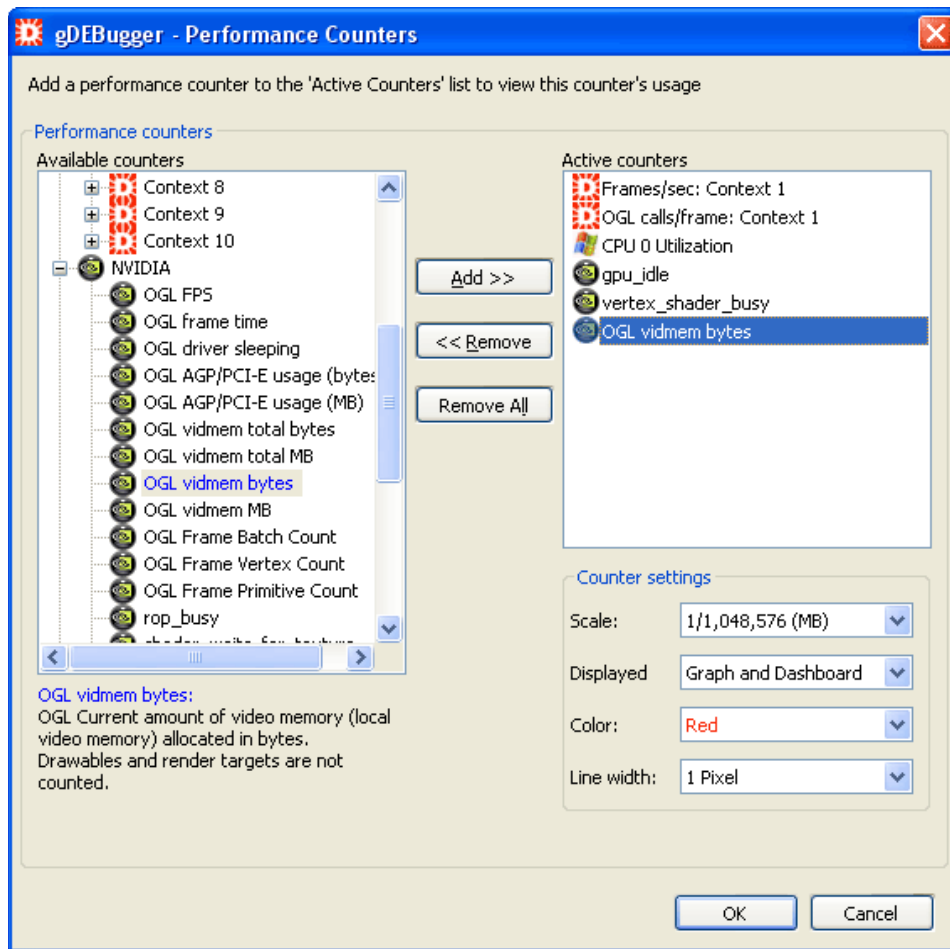 gDEBugger - Performance Counters
Add a performance counter to the 'Active Counters' list to view this counter's usage
Performance counters
Available counters
Context 8
Context 9
Context 10
NVIDIA
OGL FPS
OGL frame time
OGL driver sleeping
OGL AGP/PCI-E usage (bytes
OGL AGP/PCI-E usage (MB)
OGL vidmem total bytes
OGL vidmem total MB
OGL vidmem bytes
OGL vidmem MB
OGL Frame Batch Count
OGL Frame Vertex Count
OGL Frame Primitive Count
rop_busy
OGL vidmem bytes:
OGL Current amount of video memory (local
video memory) allocated in bytes.
Drawables and render targets are not
counted.
Add >>
<< Remove
Remove All
Active counters
Frames/sec: Context 1
OGL calls/frame: Context 1
CPU 0 Utilization
gpu_idle
vertex_shader_busy
OGL vidmem bytes
Counter settings
Scale: 1/1,048,576 (MB)
Displayed Graph and Dashboard
Color: Red
Line width: 1 Pixel
OK
Cancel